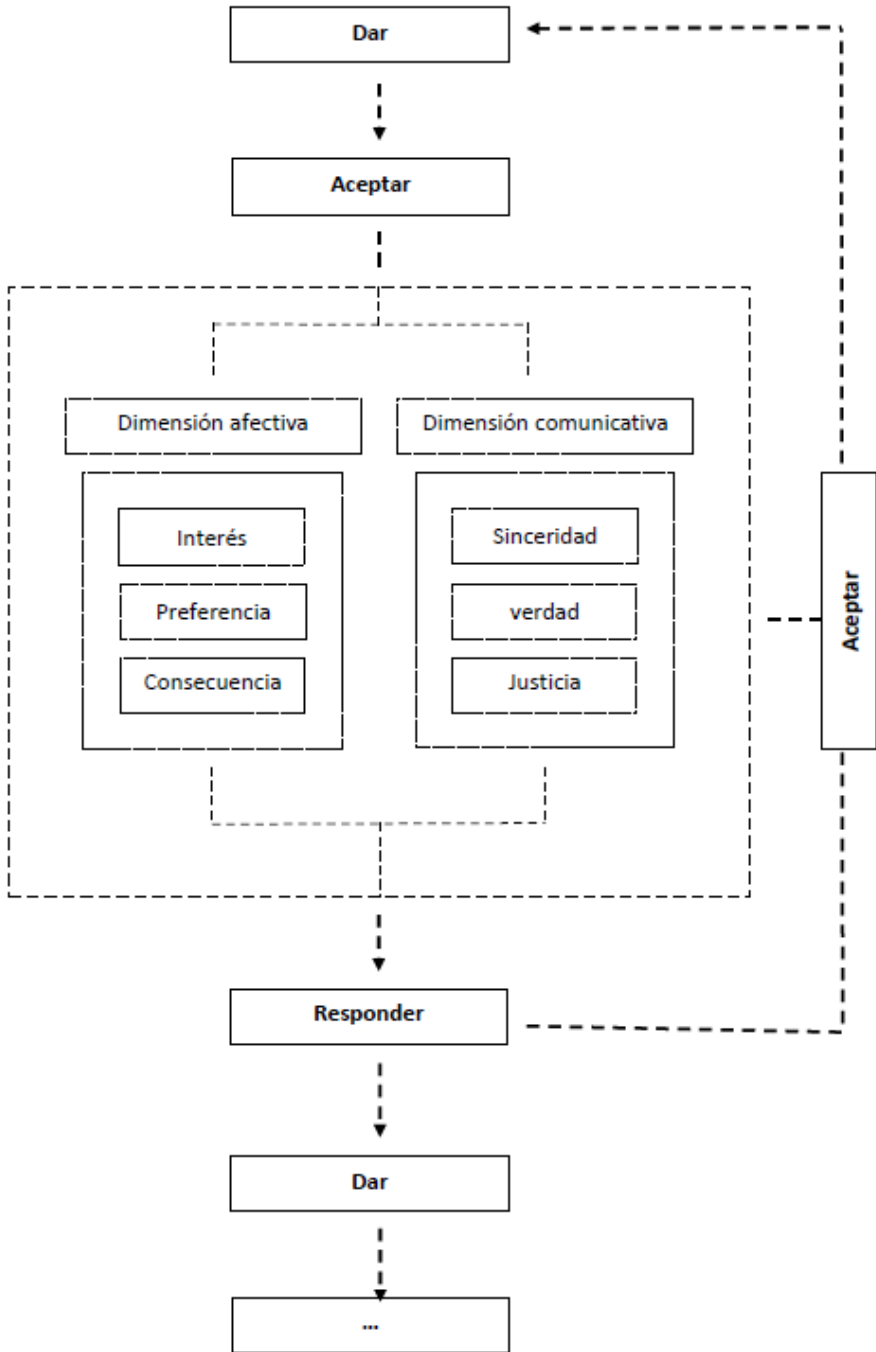 Dar
Aceptar
Dimensión afectiva
Dimensión comunicativa
Interés
Preferencia
Consecuencia
Sinceridad
verdad
Justicia
Aceptar
Responder
Dar
...